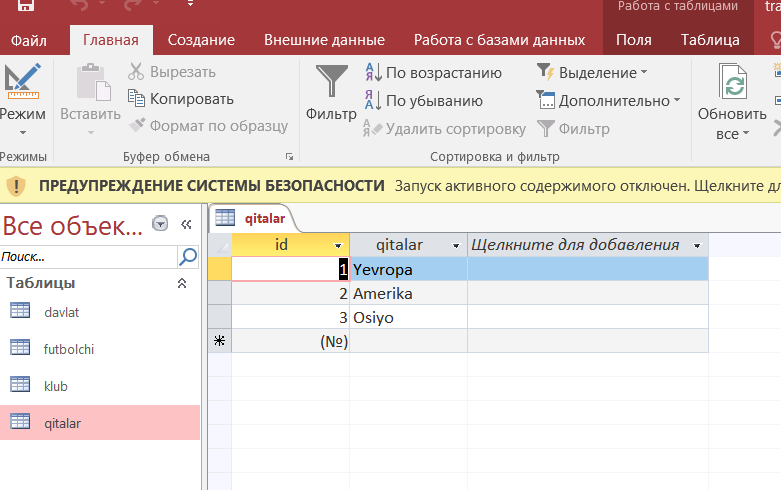 Работа с таблицами
tra
Файл Главная Создание Внешние данные Работа с базами данных Поля Таблица
Режим
Режимы
Вставить
Вырезать
Копировать
Формат по образцу
Буфер обмена
Фильтр
По возрастанию
По убыванию
Удалить сортировку
Выделение
Дополнительно
Фильтр
Сортировка и фильтр
Обновить
все
ПРЕДУПРЕЖДЕНИЕ СИСТЕМЫ БЕЗОПАСНОСТИ Запуск активного содержимого отключен. Щелкните дл
Все объек...
Поиск...
Таблицы
davlat
futbolchi
klub
qitalar
qitalar
id qitalar Щелкните для добавления
1 Yevropa
2 Amerika
3 Osiyo
(№)